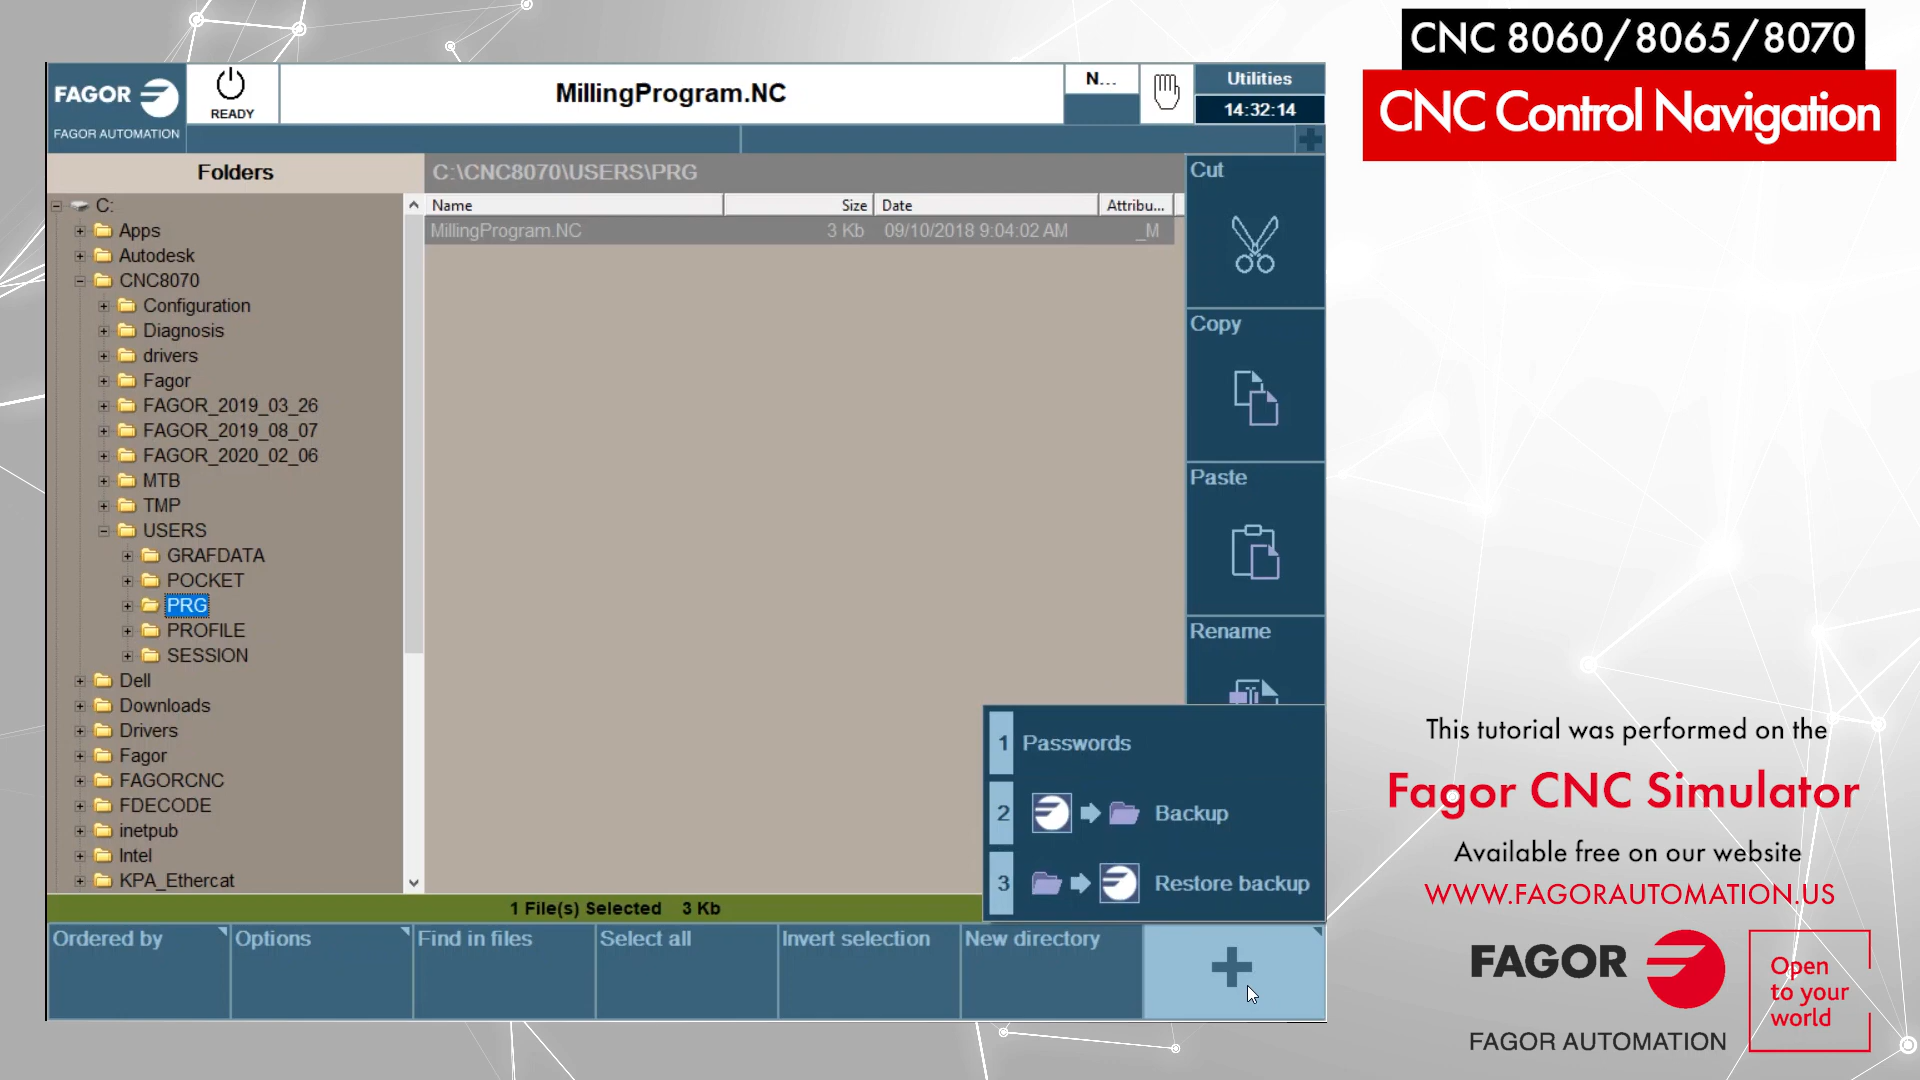 CNC 8060/8065/8070
CNC Control Navigation
FAGOR
FAGOR AUTOMATION
READY
MillingProgram.NC
N...
Utilities
14:32:14
Folders
C:\CNC8070\USERS\PRG
Name Size Date Attribu...
MillingProgram.NC 3 Kb 09/10/2018 9:04:02 AM _M
C:
Apps
Autodesk
CNC8070
Configuration
Diagnosis
drivers
Fagor
FAGOR_2019_03_26
FAGOR_2019_08_07
FAGOR_2020_02_06
MTB
TMP
USERS
GRAFDATA
POCKET
PRG
PROFILE
SESSION
Dell
Downloads
Drivers
Fagor
FAGORCNC
FDECODE
inetpub
Intel
KPA_Ethercat
Cut
Copy
Paste
Rename
1 Passwords
2 Backup
3 Restore backup
1 File(s) Selected 3 Kb
Ordered by
Options
Find in files
Select all
Invert selection
New directory
This tutorial was performed on the
Fagor CNC Simulator
Available free on our website
WWW.FAGORAUTOMATION.US
FAGOR
FAGOR AUTOMATION
Open
to your
world